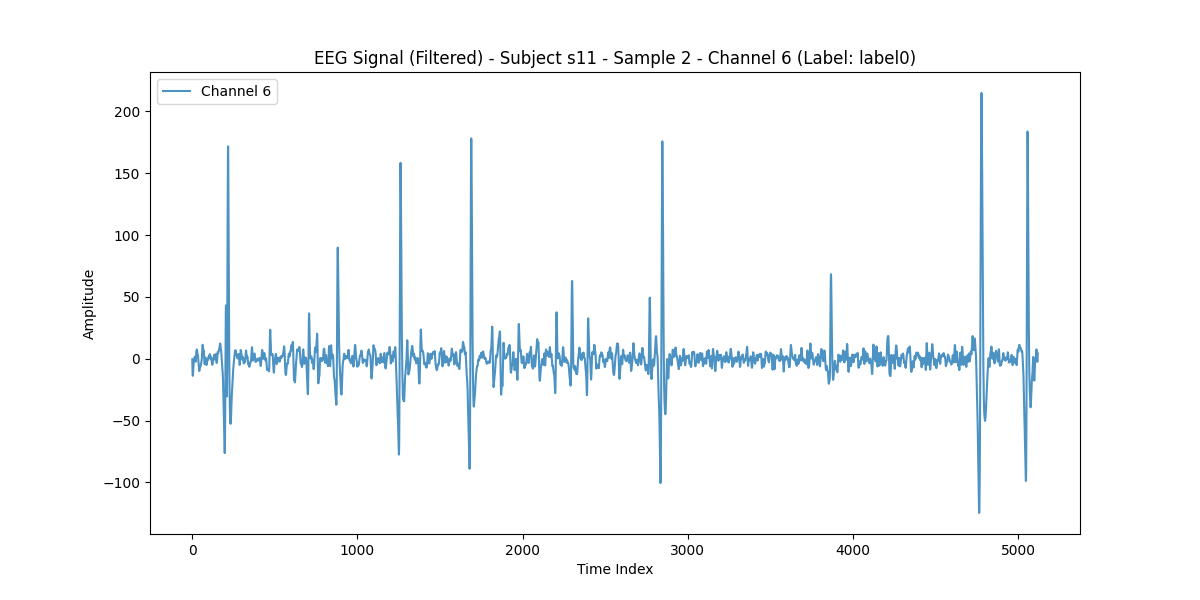 EEG Signal (Filtered) - Subject s11 - Sample 2 - Channel 6 (Label: label0)
Channel 6
200
150
100
50
0
−50
−100
Amplitude
0 1000 2000 3000 4000 5000
Time Index